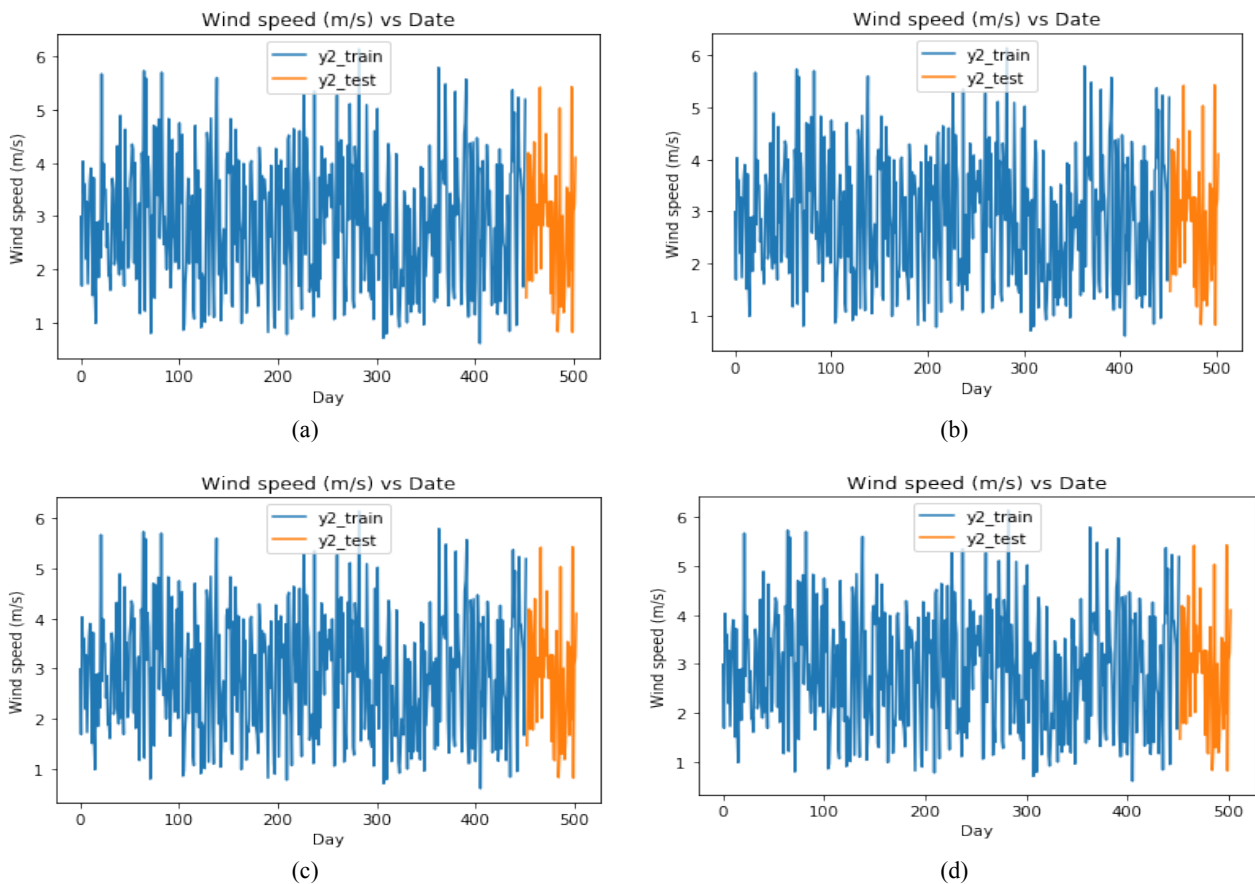 Wind speed (m/s) vs Date
y2_train
y2_test
Wind speed (m/s)
6
5
4
3
2
1
0
100
200
300
400
500
Day
(a)
Wind speed (m/s) vs Date
y2_train
y2_test
Wind speed (m/s)
6
5
4
3
2
1
0
100
200
300
400
500
Day
(b)
Wind speed (m/s) vs Date
y2_train
y2_test
Wind speed (m/s)
6
5
4
3
2
1
0
100
200
300
400
500
Day
(c)
Wind speed (m/s) vs Date
y2_train
y2_test
Wind speed (m/s)
6
5
4
3
2
1
0
100
200
300
400
500
Day
(d)